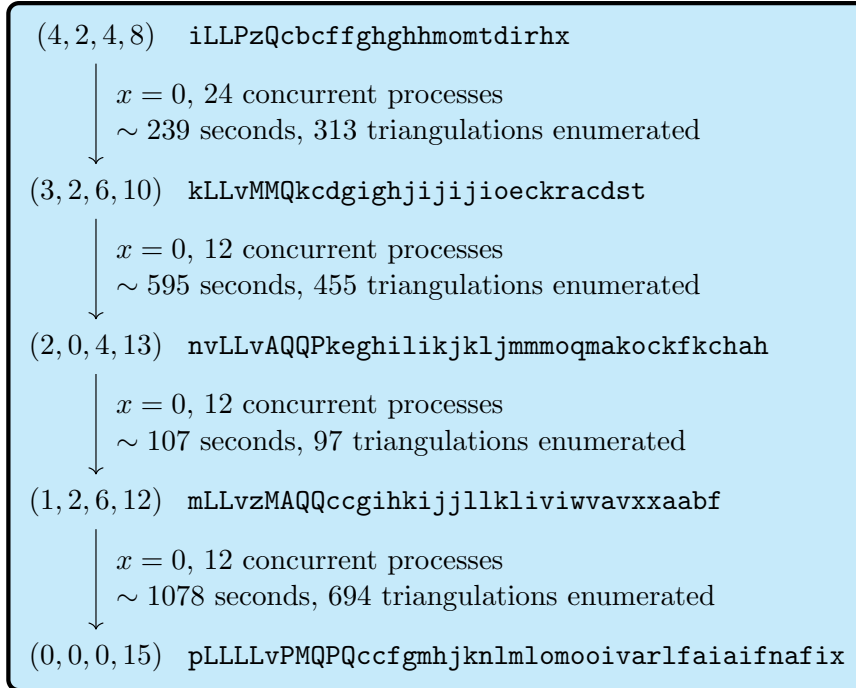 (4, 2, 4, 8) iLLPzQcbcffghghhmomtdirhx
x = 0, 24 concurrent processes
∼ 239 seconds, 313 triangulations enumerated
(3, 2, 6, 10) kLLvMMQkcdgighjijijioeckracdst
x = 0, 12 concurrent processes
∼ 595 seconds, 455 triangulations enumerated
(2, 0, 4, 13) nvLLvAQQPkeghilikjkljmmmoqmakockfkchah
x = 0, 12 concurrent processes
∼ 107 seconds, 97 triangulations enumerated
(1, 2, 6, 12) mLLvzMAQQccgihkijjllkliviwvavxxaabf
x = 0, 12 concurrent processes
∼ 1078 seconds, 694 triangulations enumerated
(0, 0, 0, 15) pLLLLvPMQPQccfgmhjknlmlomooivarlfaiaifnafix